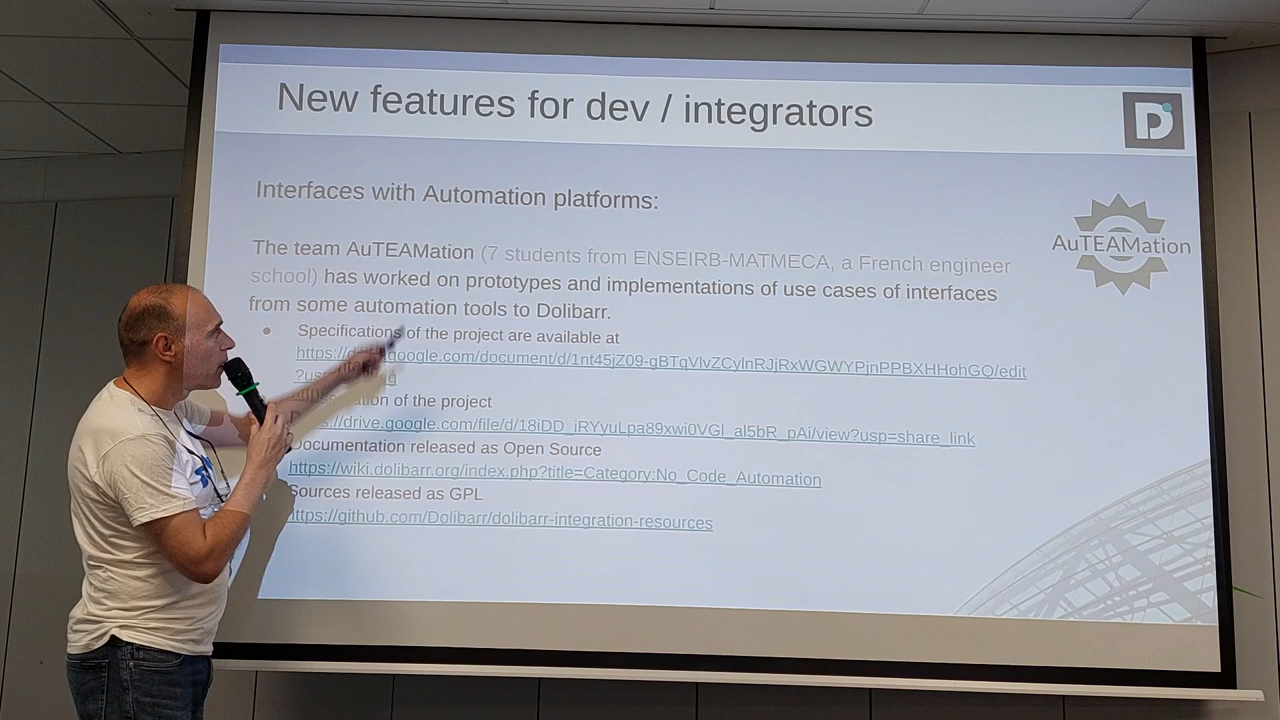 New features for dev / integrators
D
Interfaces with Automation platforms:
AuTEAMation
The team AuTEAMation (7 students from ENSEIRB-MATMECA, a French engineer
school) has worked on prototypes and implementations of use cases of interfaces
from some automation tools to Dolibarr.
Specifications of the project are available at
google.com/document/d/1nt45jZ09-gBTqVlvZCylnRJjRxWGWYPjnPPBXHHohGQ/edit
of the project
://drive.google.com/file/d/18iDD_iRYyuLpa89xwi0VGl_al5bR_pAi/view?usp=share_link
Documentation released as Open Source
https://wiki.dolibarr.org/index.php?title=Category:No_Code_Automation
Sources released as GPL
https://github.com/Dolibarr/dolibarr-integration-resources